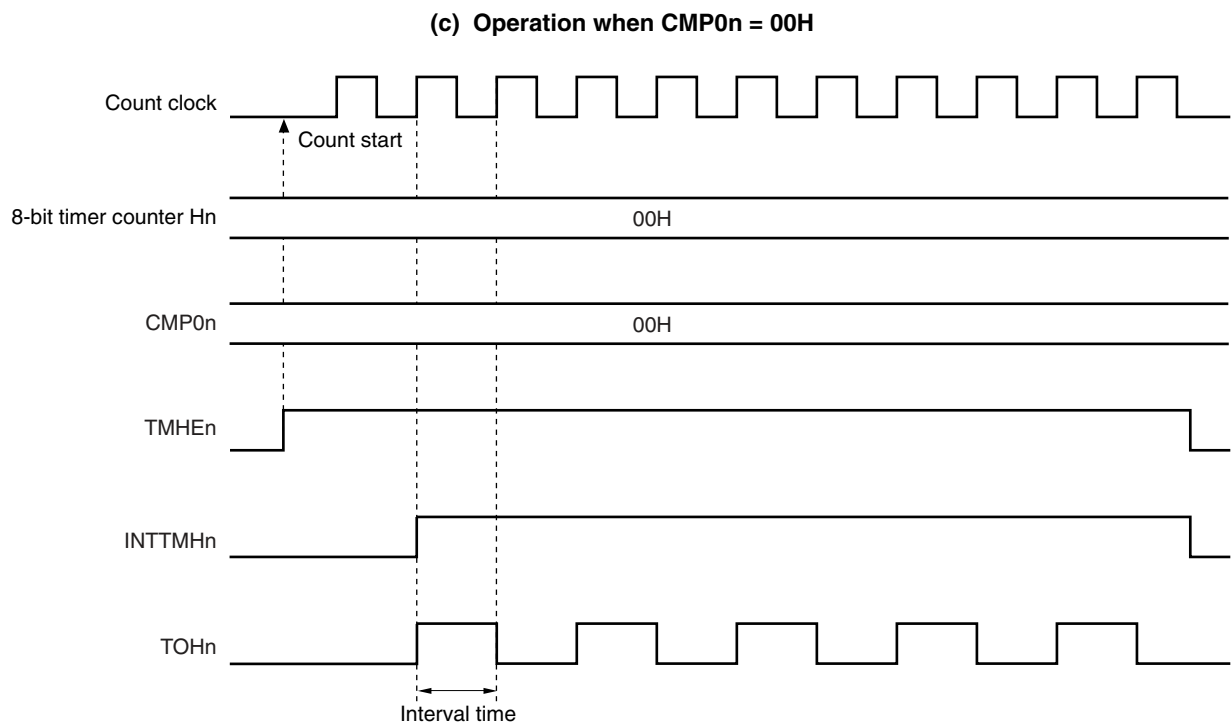 (c) Operation when CMP0n = 00H
Count clock
Count start
8-bit timer counter Hn
00H
CMP0n
00H
TMHEn
INTTMHn
TOHn
Interval time